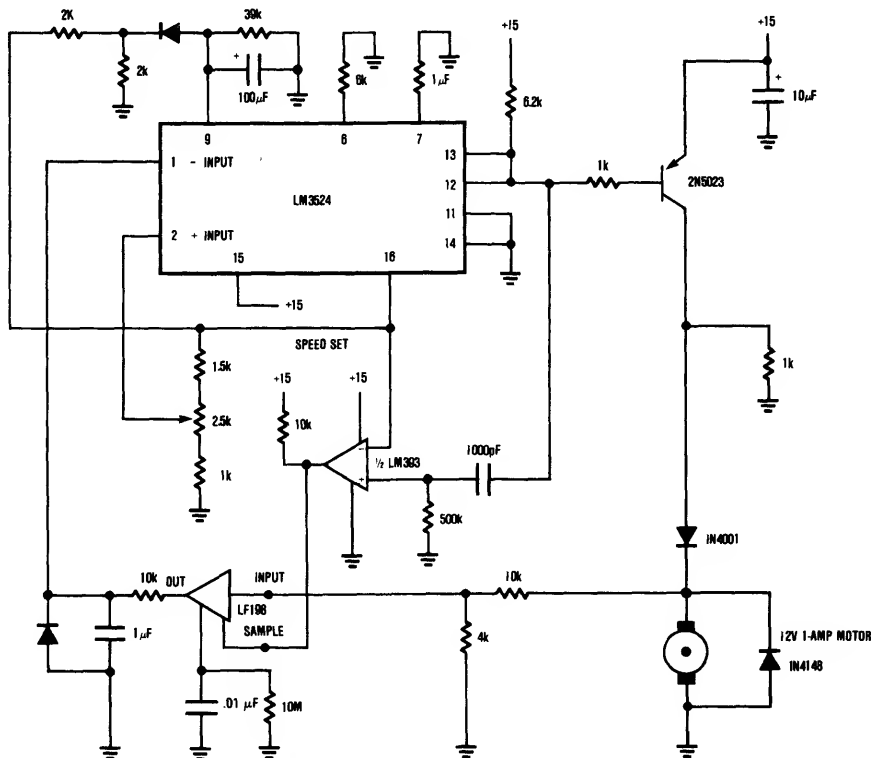 2K
39k
2k
100µF
+
6k
1µF
+15
6.2k
+15
+
10µF
9
6
7
1 - INPUT
13
12
LM3524
11
2 + INPUT
14
15
16
+15
1k
2N5023
SPEED SET
1.5k
2.5k
1k
+15
+15
10k
-
½ LM393
+
1000pF
500k
1k
IN4001
10k
OUT
INPUT
LF198
SAMPLE
10k
1µF
4k
12V 1-AMP MOTOR
IN4148
.01 µF
10M